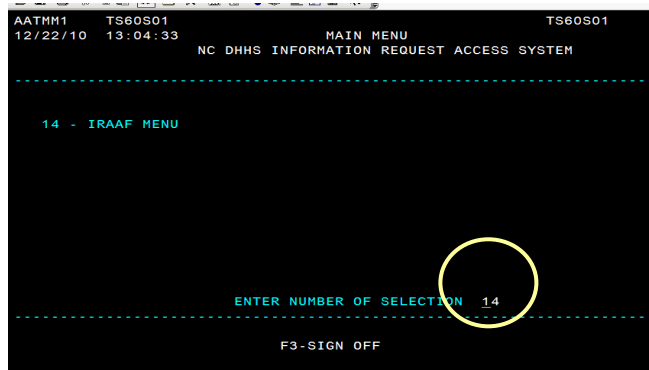 AATMM1 TS60S01 TS60S01
12/22/10 13:04:33 MAIN MENU
NC DHHS INFORMATION REQUEST ACCESS SYSTEM
14 - IRAAF MENU
ENTER NUMBER OF SELECTION 14
F3-SIGN OFF